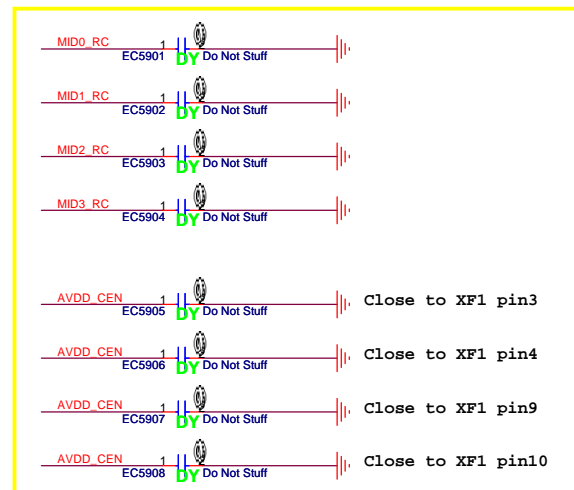 MID0_RC 1
EC5901 DY Do Not Stuff
MID1_RC 1
EC5902 DY Do Not Stuff
MID2_RC 1
EC5903 DY Do Not Stuff
MID3_RC 1
EC5904 DY Do Not Stuff
AVDD_CEN 1 Close to XF1 pin3
EC5905 DY Do Not Stuff
AVDD_CEN 1 Close to XF1 pin4
EC5906 DY Do Not Stuff
AVDD_CEN 1 Close to XF1 pin9
EC5907 DY Do Not Stuff
AVDD_CEN 1 Close to XF1 pin10
EC5908 DY Do Not Stuff